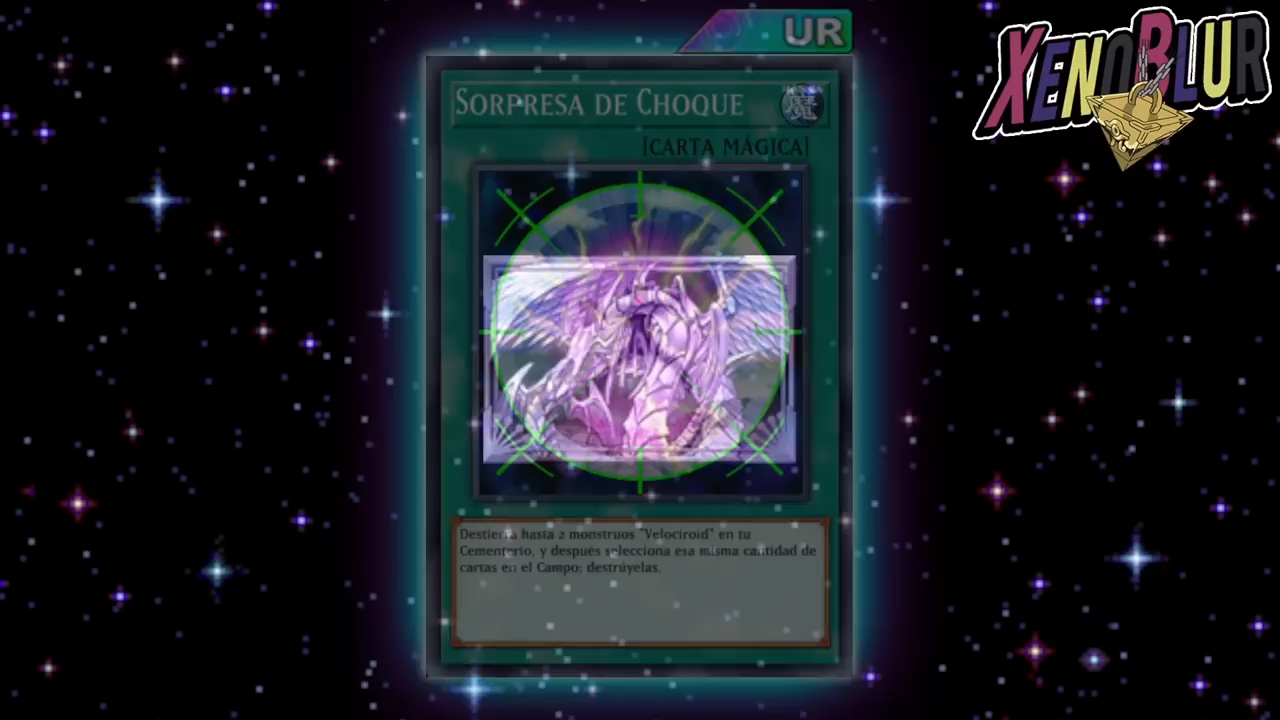 UR
XENOBLUR
SORPRESA DE CHOQUE
魔
[CARTA MÁGICA]
Destierra hasta 2 monstruos "Velociroid" en tu
Cementerio, y después selecciona esa misma cantidad de
cartas en el Campo; destrúyelas.